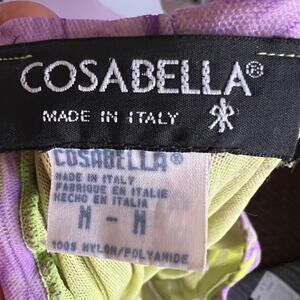 COSABELLA®
MADE IN ITALY
COSABELLA®
MADE IN ITALY
FABRIQUE EN ITALIE
HECHO EN ITALIA
M - M
100% NYLON/POLYAMIDE